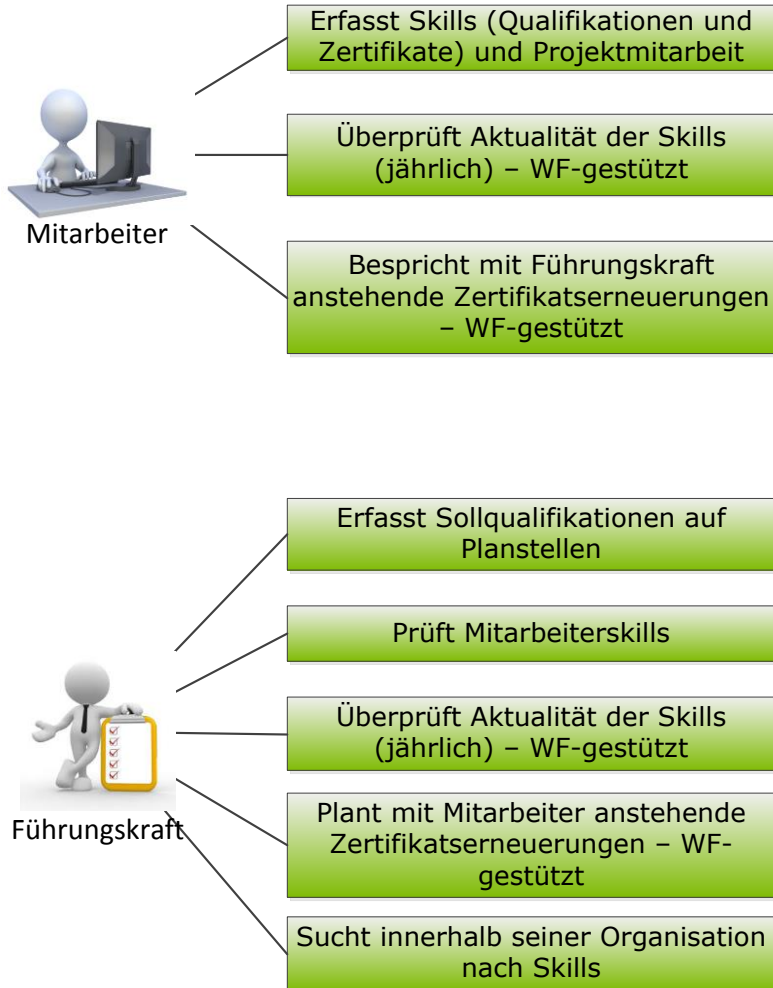 Erfasst Skills (Qualifikationen und
Zertifikate) und Projektmitarbeit
Überprüft Aktualität der Skills
(jährlich) – WF-gestützt
Mitarbeiter
Bespricht mit Führungskraft
anstehende Zertifikatserneuerungen
– WF-gestützt
Erfasst Sollqualifikationen auf
Planstellen
Prüft Mitarbeiterskills
Überprüft Aktualität der Skills
(jährlich) – WF-gestützt
Führungskraft
Plant mit Mitarbeiter anstehende
Zertifikatserneuerungen – WF-
gestützt
Sucht innerhalb seiner Organisation
nach Skills